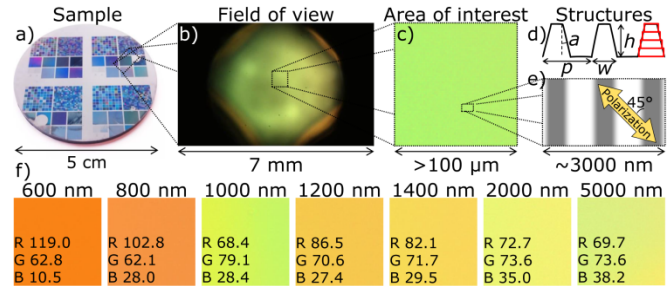 Sample Field of view Area of interest Structures
a) b) c) d) a h
p w
e) 45° Polarization
5 cm 7 mm >100 µm ~3000 nm
f)
600 nm 800 nm 1000 nm 1200 nm 1400 nm 2000 nm 5000 nm
R 119.0 R 102.8 R 68.4 R 86.5 R 82.1 R 72.7 R 69.7
G 62.8 G 62.1 G 79.1 G 70.6 G 71.7 G 73.6 G 73.6
B 10.5 B 28.0 B 28.4 B 27.4 B 29.5 B 35.0 B 38.2